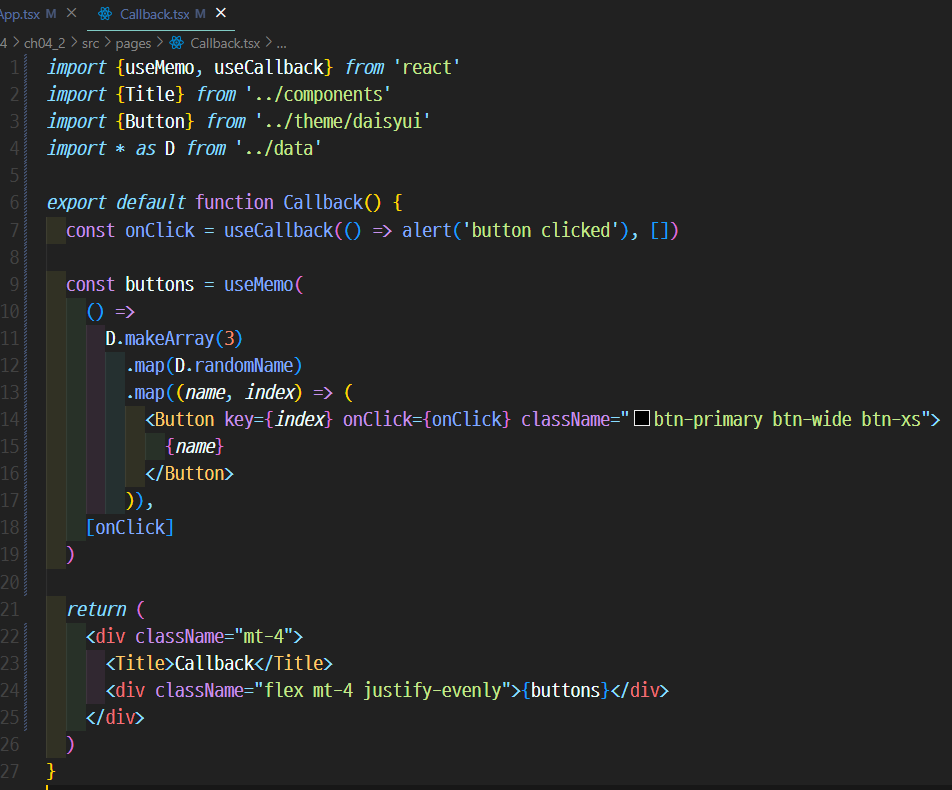 App.tsx M × Callback.tsx M ×
4 > ch04_2 > src > pages > Callback.tsx > ...
1 import {useMemo, useCallback} from 'react'
2 import {Title} from '../components'
3 import {Button} from '../theme/daisyui'
4 import * as D from '../data'
5
6 export default function Callback() {
7   const onClick = useCallback(() => alert('button clicked'), [])
8
9   const buttons = useMemo(
10     () =>
11       D.makeArray(3)
12         .map(D.randomName)
13         .map((name, index) => (
14           <Button key={index} onClick={onClick} className="btn-primary btn-wide btn-xs">
15             {name}
16           </Button>
17         )),
18     [onClick]
19   )
20
21   return (
22     <div className="mt-4">
23       <Title>Callback</Title>
24       <div className="flex mt-4 justify-evenly">{buttons}</div>
25     </div>
26   )
27 }